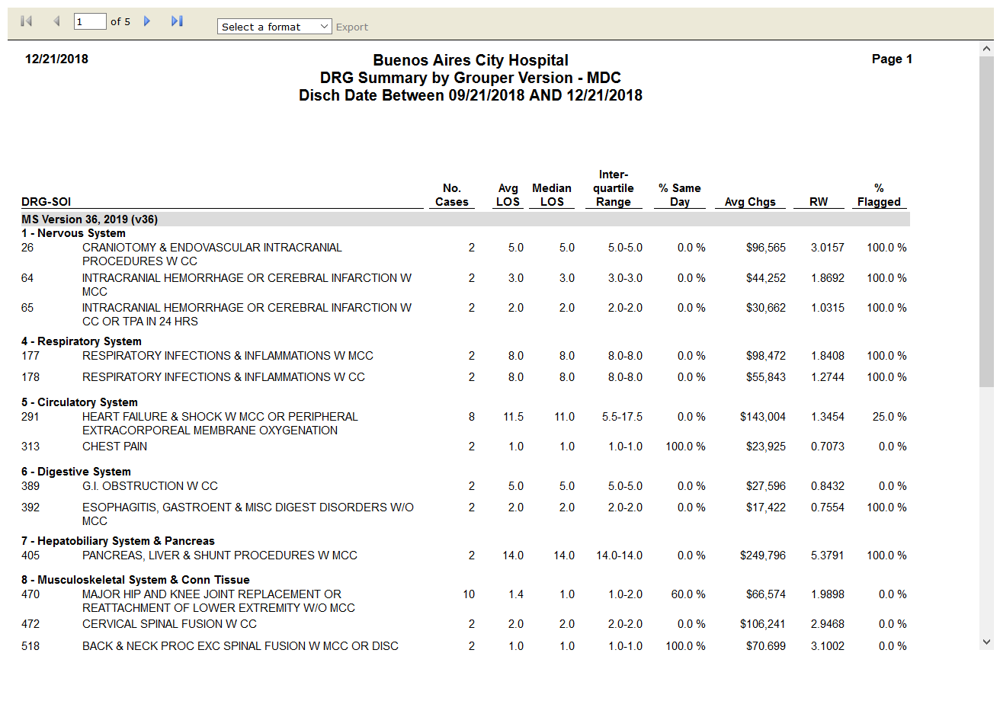 1 of 5 Select a format Export
12/21/2018 Buenos Aires City Hospital Page 1
DRG Summary by Grouper Version - MDC
Disch Date Between 09/21/2018 AND 12/21/2018
Inter-
No. Avg Median quartile % Same %
DRG-SOI Cases LOS LOS Range Day Avg Chgs RW Flagged
MS Version 36, 2019 (v36)
1 - Nervous System
26 CRANIOTOMY & ENDOVASCULAR INTRACRANIAL 2 5.0 5.0 5.0-5.0 0.0 % $96,565 3.0157 100.0 %
PROCEDURES W CC
64 INTRACRANIAL HEMORRHAGE OR CEREBRAL INFARCTION W 2 3.0 3.0 3.0-3.0 0.0 % $44,252 1.8692 100.0 %
MCC
65 INTRACRANIAL HEMORRHAGE OR CEREBRAL INFARCTION W 2 2.0 2.0 2.0-2.0 0.0 % $30,662 1.0315 100.0 %
CC OR TPA IN 24 HRS
4 - Respiratory System
177 RESPIRATORY INFECTIONS & INFLAMMATIONS W MCC 2 8.0 8.0 8.0-8.0 0.0 % $98,472 1.8408 100.0 %
178 RESPIRATORY INFECTIONS & INFLAMMATIONS W CC 2 8.0 8.0 8.0-8.0 0.0 % $55,843 1.2744 100.0 %
5 - Circulatory System
291 HEART FAILURE & SHOCK W MCC OR PERIPHERAL 8 11.5 11.0 5.5-17.5 0.0 % $143,004 1.3454 25.0 %
EXTRACORPOREAL MEMBRANE OXYGENATION
313 CHEST PAIN 2 1.0 1.0 1.0-1.0 100.0 % $23,925 0.7073 0.0 %
6 - Digestive System
389 G.I. OBSTRUCTION W CC 2 5.0 5.0 5.0-5.0 0.0 % $27,596 0.8432 0.0 %
392 ESOPHAGITIS, GASTROENT & MISC DIGEST DISORDERS W/O 2 2.0 2.0 2.0-2.0 0.0 % $17,422 0.7554 100.0 %
MCC
7 - Hepatobiliary System & Pancreas
405 PANCREAS, LIVER & SHUNT PROCEDURES W MCC 2 14.0 14.0 14.0-14.0 0.0 % $249,796 5.3791 100.0 %
8 - Musculoskeletal System & Conn Tissue
470 MAJOR HIP AND KNEE JOINT REPLACEMENT OR 10 1.4 1.0 1.0-2.0 60.0 % $66,574 1.9898 0.0 %
REATTACHMENT OF LOWER EXTREMITY W/O MCC
472 CERVICAL SPINAL FUSION W CC 2 2.0 2.0 2.0-2.0 0.0 % $106,241 2.9468 0.0 %
518 BACK & NECK PROC EXC SPINAL FUSION W MCC OR DISC 2 1.0 1.0 1.0-1.0 100.0 % $70.699 3.1002 0.0 %